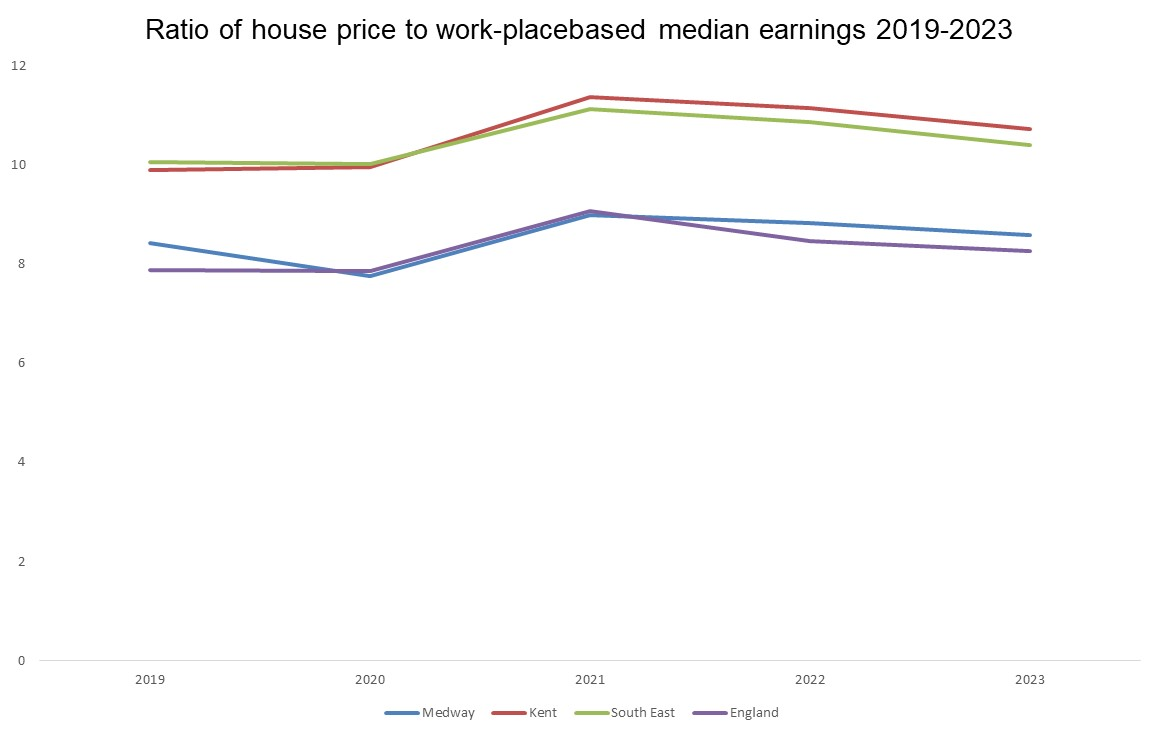 Ratio of house price to work-placebased median earnings 2019-2023
12
10
8
6
4
2
0
2019 2020 2021 2022 2023
Medway Kent South East England